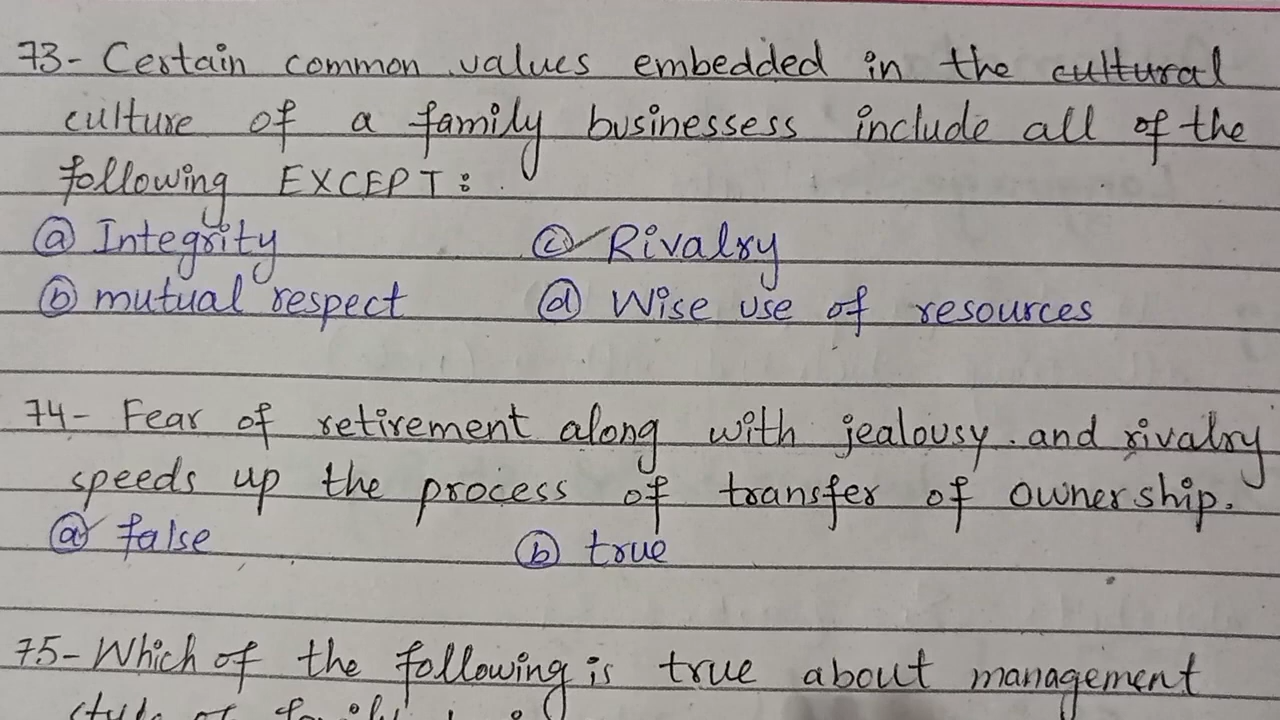 73- Certain common values embedded in the cultural
culture of a family businessess include all of the
following EXCEPT:
ⓐ Integrity ⓒ✓ Rivalry
ⓑ mutual respect ⓓ Wise use of resources
74- Fear of retirement along with jealousy and rivalry
speeds up the process of transfer of ownership.
ⓐ✓ false ⓑ true
75- Which of the following is true about management